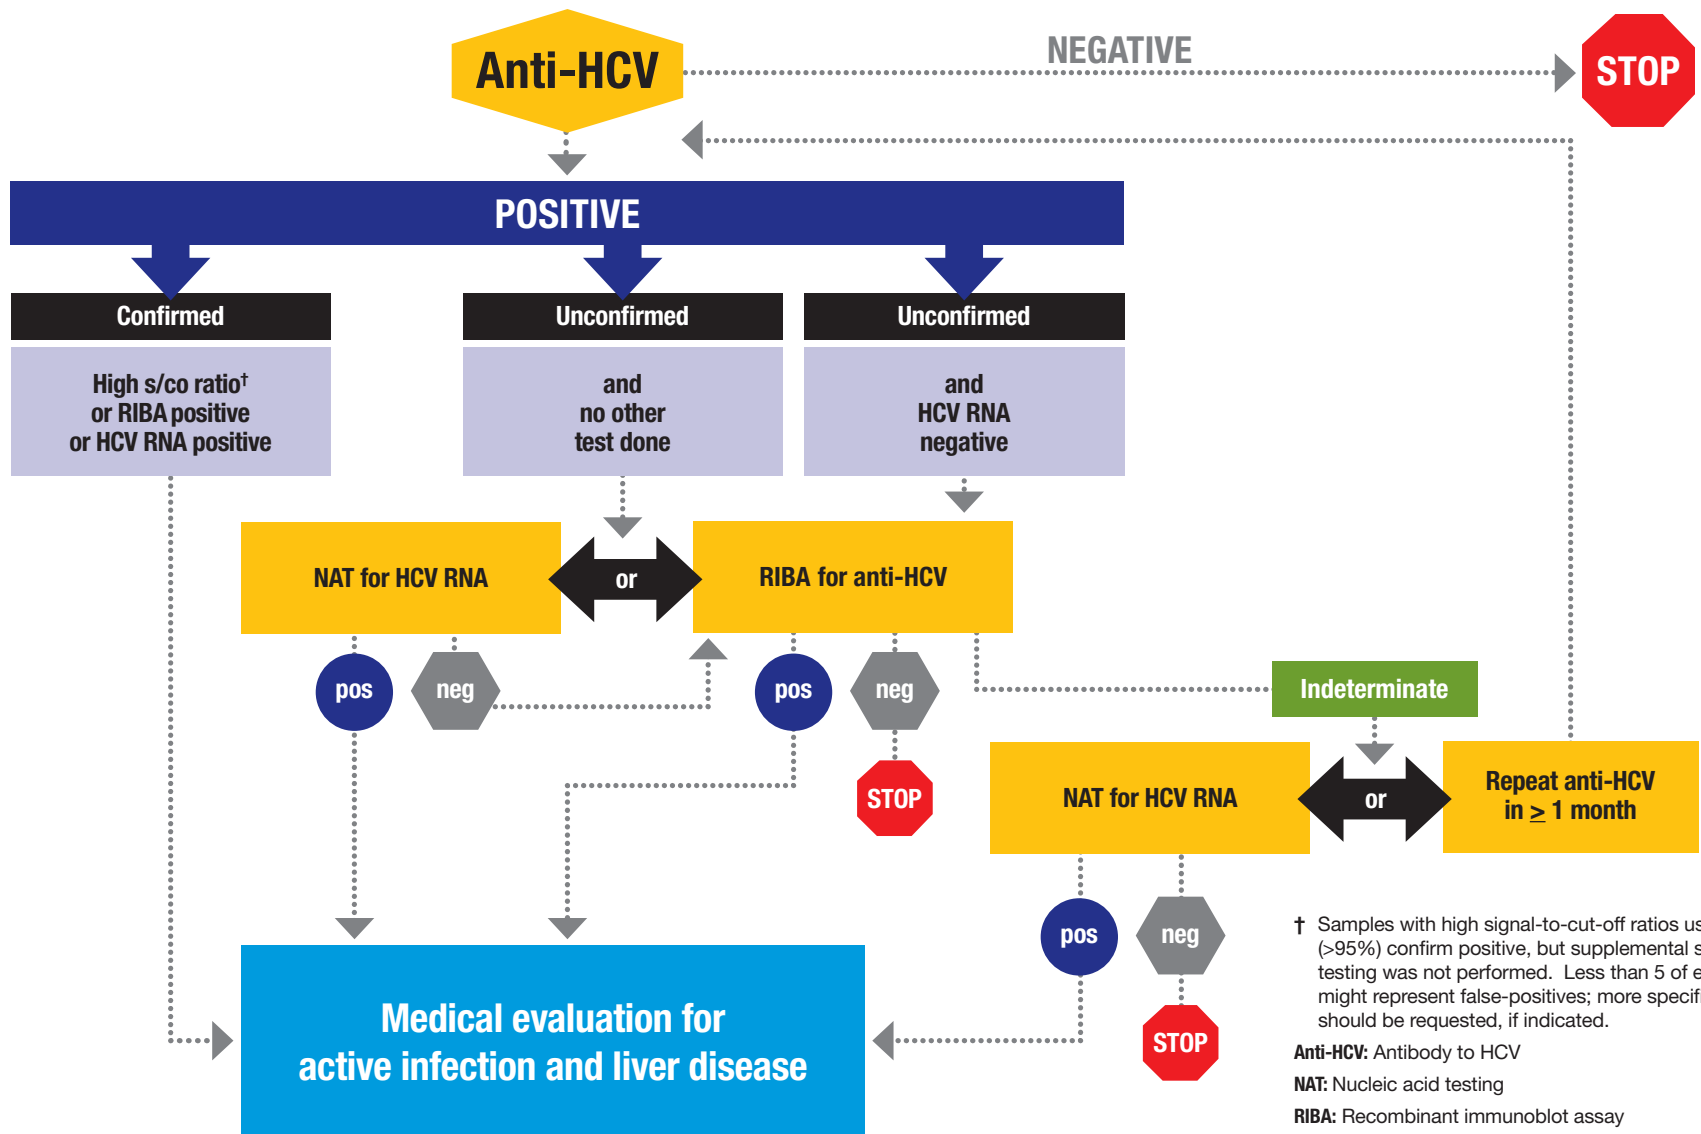 Anti-HCV
NEGATIVE
STOP
POSITIVE
Confirmed
High s/co ratio†
or RIBA positive
or HCV RNA positive
Unconfirmed
and
no other
test done
Unconfirmed
and
HCV RNA
negative
NAT for HCV RNA
or
RIBA for anti-HCV
pos
neg
pos
neg
STOP
Indeterminate
NAT for HCV RNA
or
Repeat anti-HCV
in ≥ 1 month
pos
neg
STOP
Medical evaluation for
active infection and liver disease
† Samples with high signal-to-cut-off ratios
(>95%) confirm positive, but supplemental
testing was not performed. Less than 5 of
might represent false-positives; more
should be requested, if indicated.
Anti-HCV: Antibody to HCV
NAT: Nucleic acid testing
RIBA: Recombinant immunoblot assay